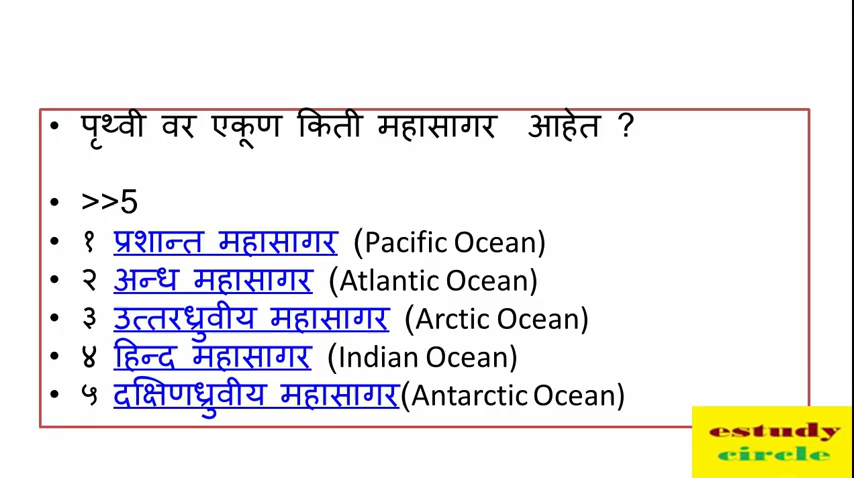 • पृथ्वी वर एकूण किती महासागर आहेत ?
• >>5
• १ प्रशान्त महासागर (Pacific Ocean)
• २ अन्ध महासागर (Atlantic Ocean)
• ३ उत्तरध्रुवीय महासागर (Arctic Ocean)
• ४ हिन्द महासागर (Indian Ocean)
• ५ दक्षिणध्रुवीय महासागर(Antarctic Ocean)
estudy
circle